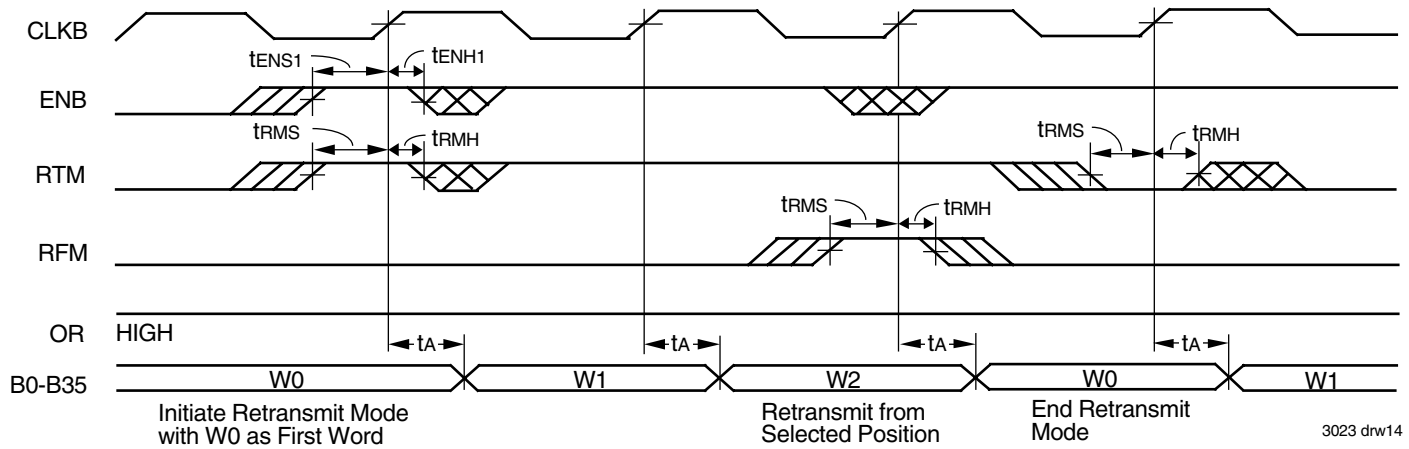 CLKB
tENS1 tENH1
ENB
tRMS tRMH tRMS tRMH
RTM
tRMS tRMH
RFM
OR HIGH
tA tA tA tA
B0-B35 W0 W1 W2 W0 W1
Initiate Retransmit Mode
with W0 as First Word
Retransmit from
Selected Position
End Retransmit
Mode
3023 drw14